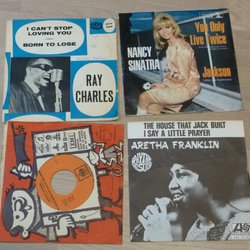 I CAN'T STOP
LOVING YOU
BORN TO LOSE
RAY
CHARLES
You Only
Live Twice
NANCY
SINATRA
Jackson
THE HOUSE THAT JACK BUILT
I SAY A LITTLE PRAYER
ARETHA FRANKLIN